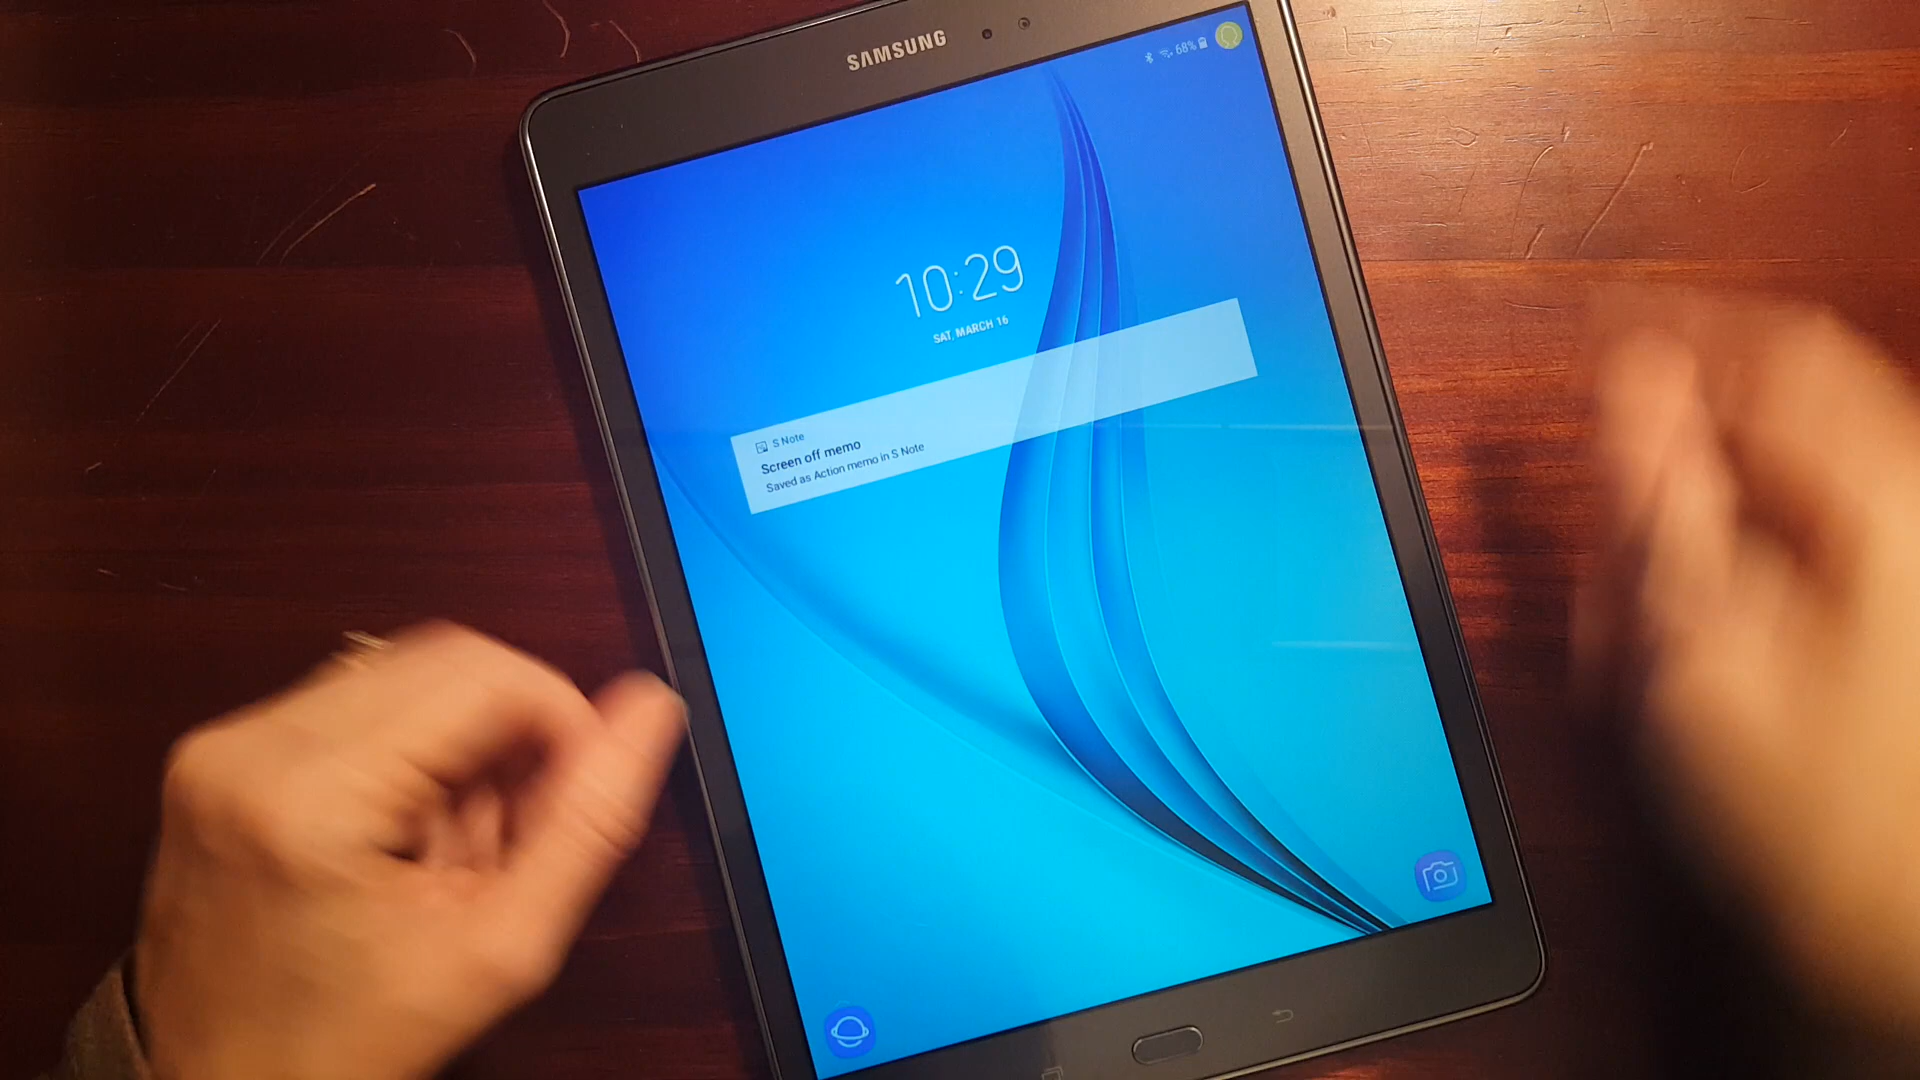 SAMSUNG
68%
10:29
SAT, MARCH 16
S Note
Screen off memo
Saved as Action memo in S Note